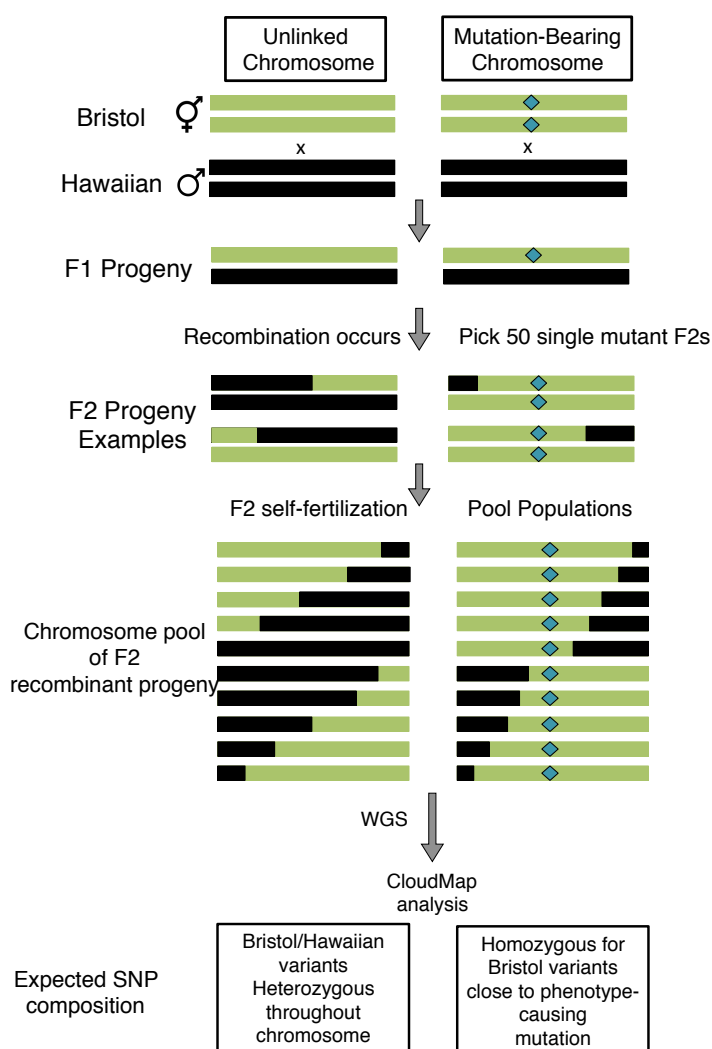 Unlinked
Chromosome
Mutation-Bearing
Chromosome
Bristol
x
x
Hawaiian
F1 Progeny
Recombination occurs
Pick 50 single mutant F2s
F2 Progeny
Examples
F2 self-fertilization
Pool Populations
Chromosome pool
of F2
recombinant progeny
WGS
CloudMap
analysis
Expected SNP
composition
Bristol/Hawaiian
variants
Heterozygous
throughout
chromosome
Homozygous for
Bristol variants
close to phenotype-
causing
mutation